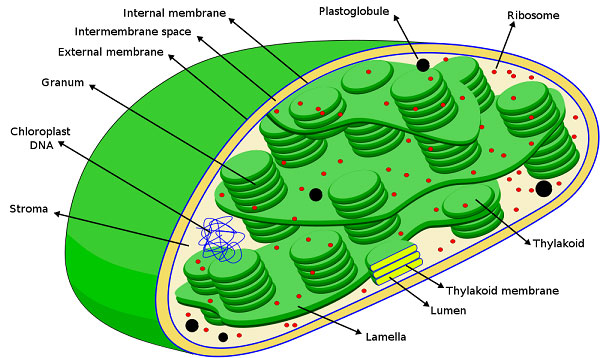 Internal membrane
Intermembrane space
External membrane
Granum
Chloroplast
DNA
Stroma
Plastoglobule
Ribosome
Thylakoid
Thylakoid membrane
Lumen
Lamella